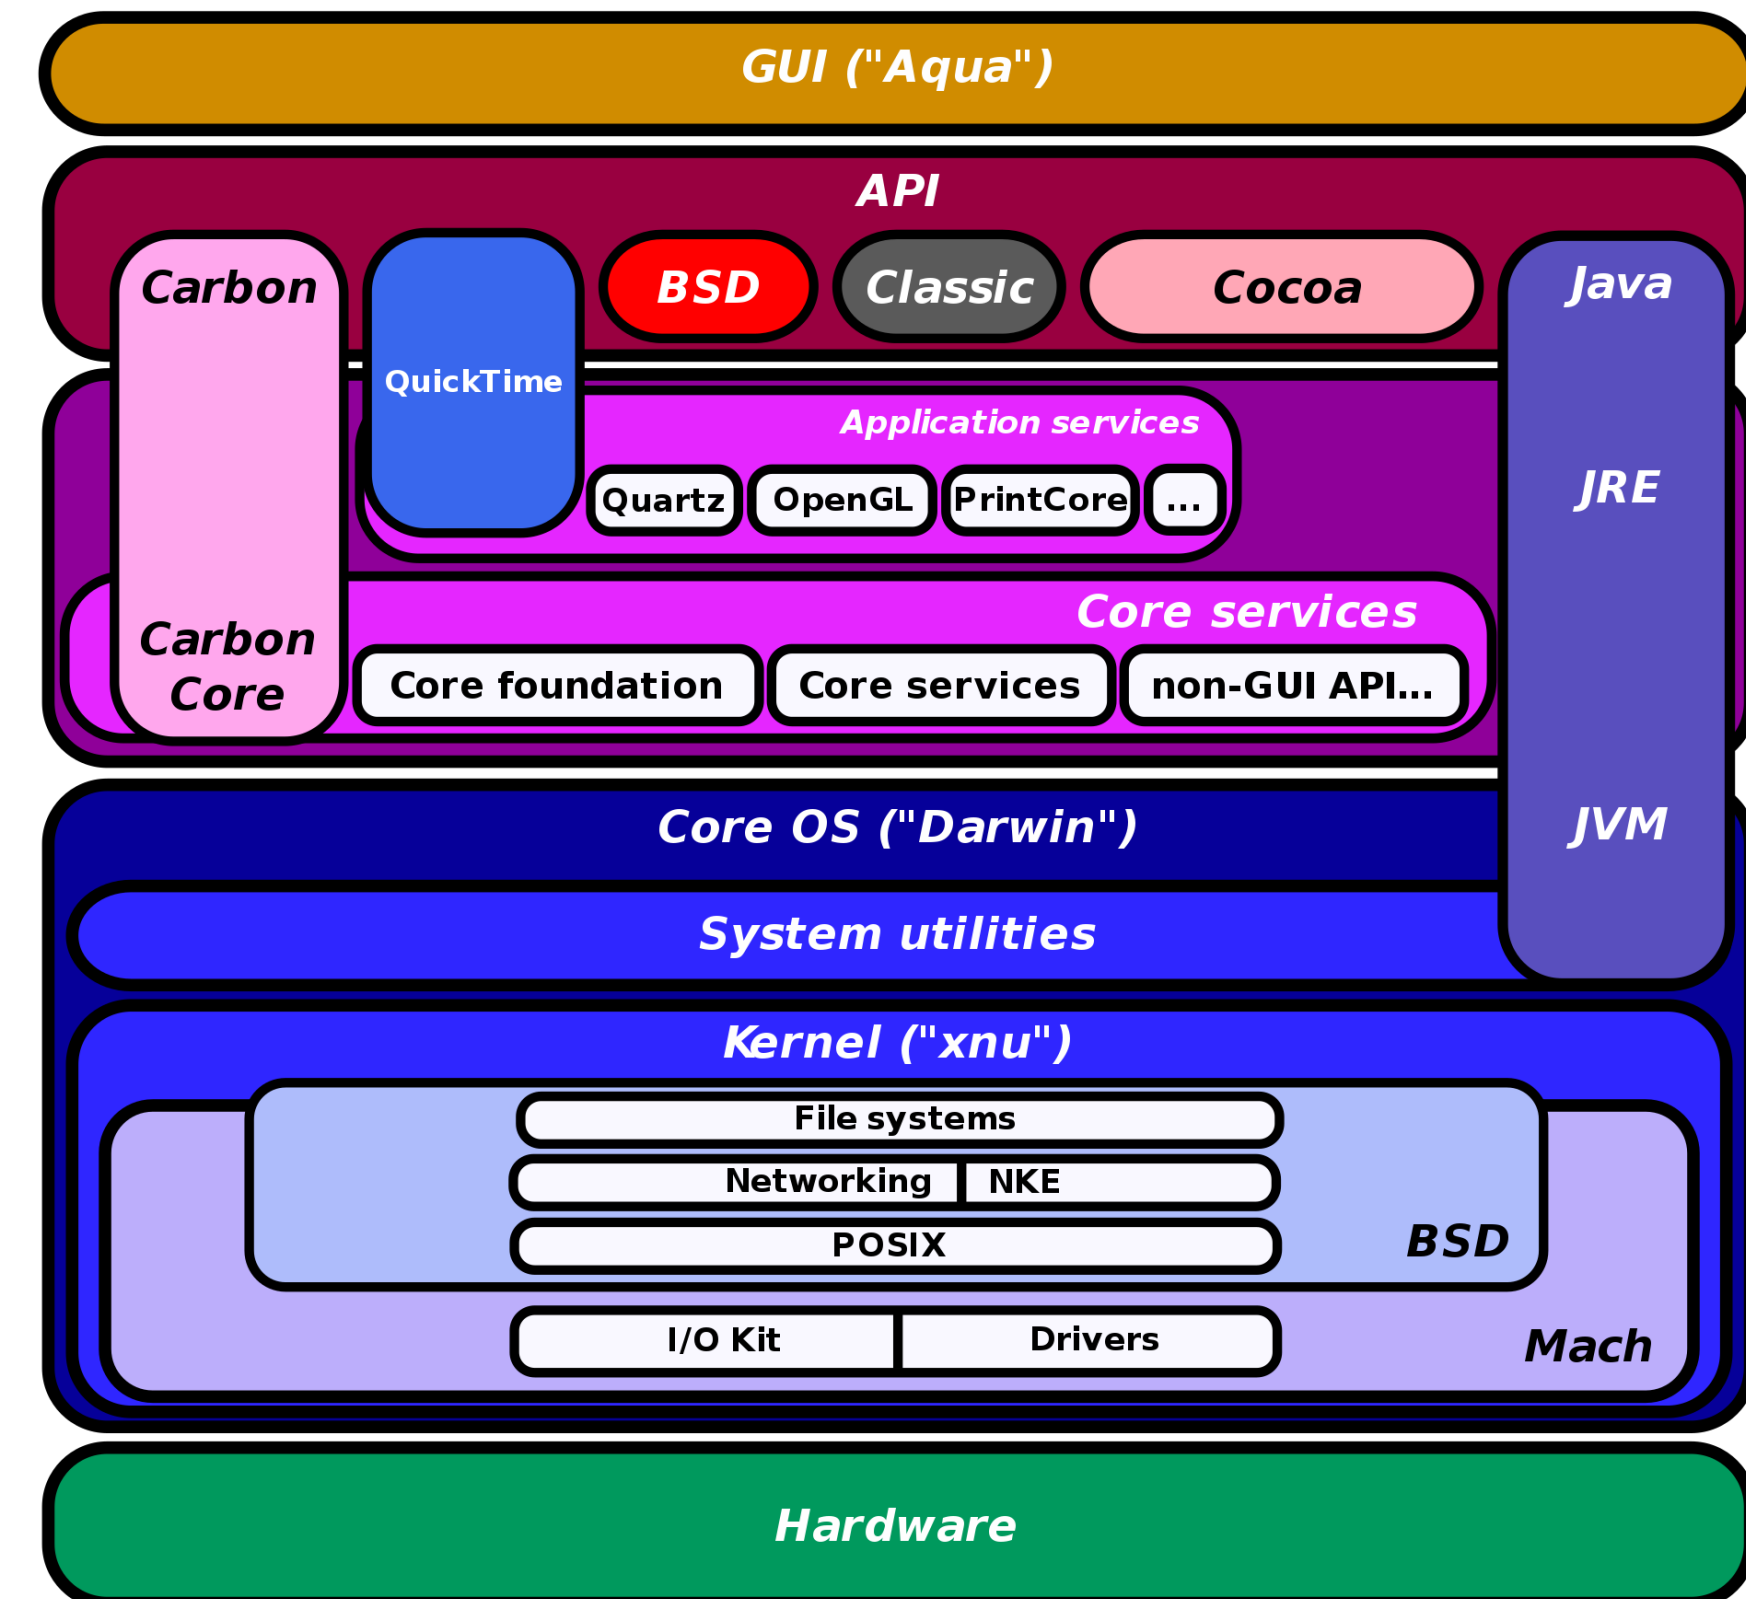 GUI ("Aqua")
API
Carbon
QuickTime
BSD
Classic
Cocoa
Java
Application services
Quartz
OpenGL
PrintCore
...
JRE
Core services
Carbon
Core
Core foundation
Core services
non-GUI API...
Core OS ("Darwin")
JVM
System utilities
Kernel ("xnu")
File systems
Networking
NKE
POSIX
BSD
I/O Kit
Drivers
Mach
Hardware